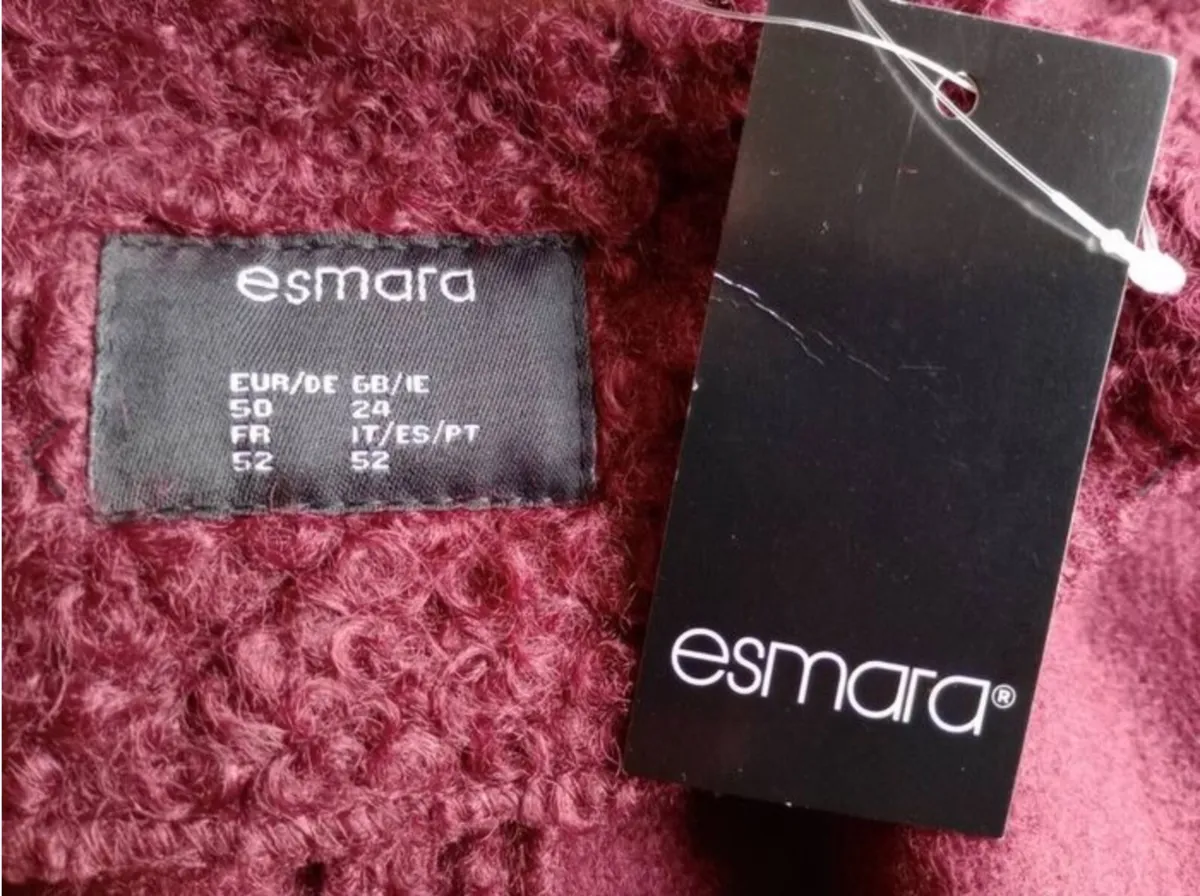 esmara
EUR/DE GB/IE
50 24
FR IT/ES/PT
52 52
esmara®